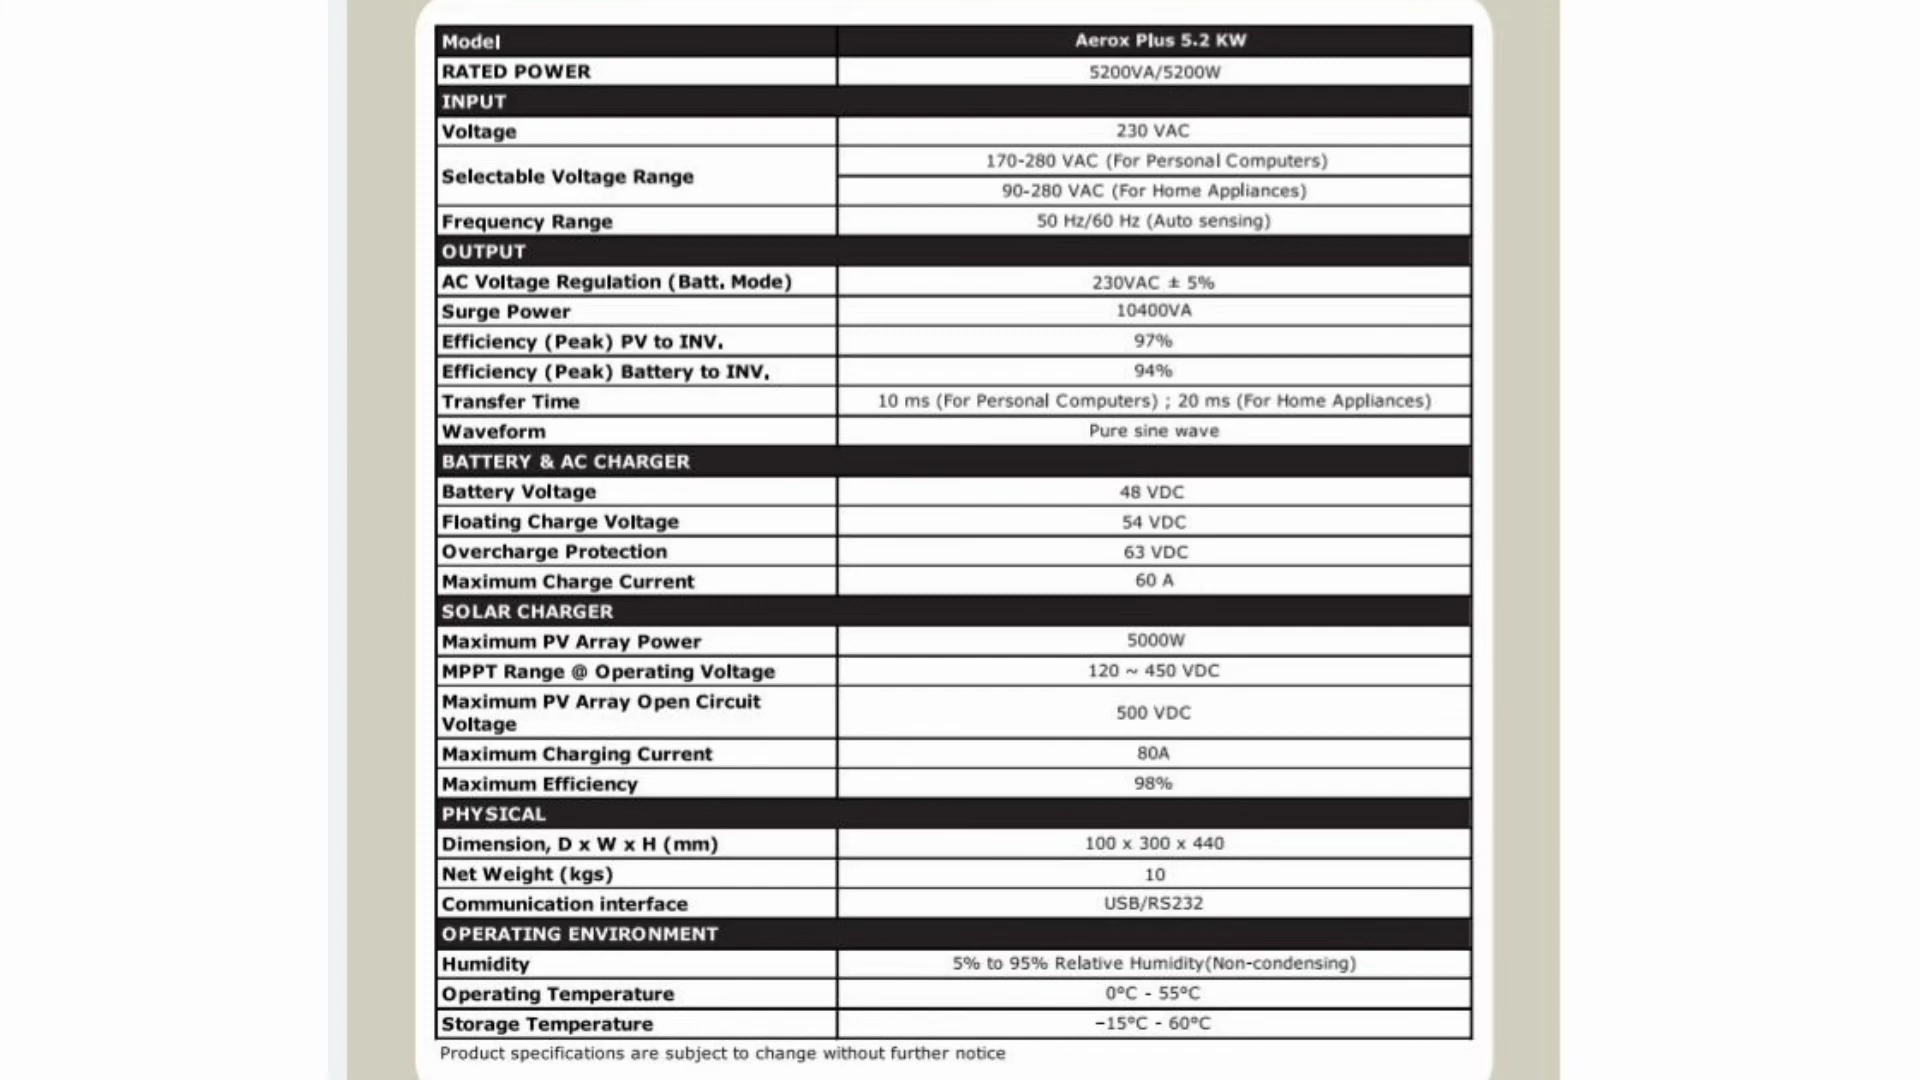 Model Aerox Plus 5.2 KW
RATED POWER 5200VA/5200W
INPUT
Voltage 230 VAC
Selectable Voltage Range 170-280 VAC (For Personal Computers)
90-280 VAC (For Home Appliances)
Frequency Range 50 Hz/60 Hz (Auto sensing)
OUTPUT
AC Voltage Regulation (Batt. Mode) 230VAC ± 5%
Surge Power 10400VA
Efficiency (Peak) PV to INV. 97%
Efficiency (Peak) Battery to INV. 94%
Transfer Time 10 ms (For Personal Computers) ; 20 ms (For Home Appliances)
Waveform Pure sine wave
BATTERY & AC CHARGER
Battery Voltage 48 VDC
Floating Charge Voltage 54 VDC
Overcharge Protection 63 VDC
Maximum Charge Current 60 A
SOLAR CHARGER
Maximum PV Array Power 5000W
MPPT Range @ Operating Voltage 120 ~ 450 VDC
Maximum PV Array Open Circuit
Voltage 500 VDC
Maximum Charging Current 80A
Maximum Efficiency 98%
PHYSICAL
Dimension, D x W x H (mm) 100 x 300 x 440
Net Weight (kgs) 10
Communication interface USB/RS232
OPERATING ENVIRONMENT
Humidity 5% to 95% Relative Humidity(Non-condensing)
Operating Temperature 0°C - 55°C
Storage Temperature −15°C - 60°C
Product specifications are subject to change without further notice